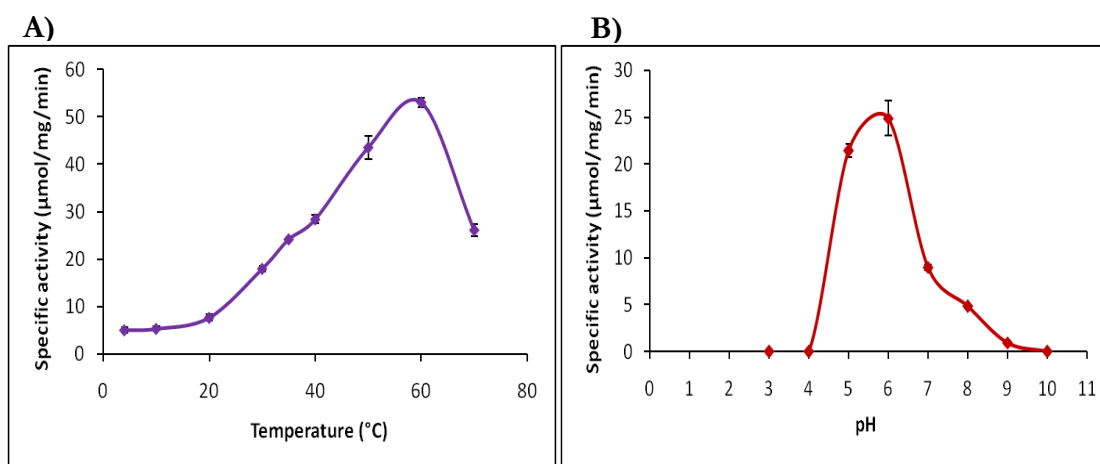 A)
B)
Specific activity (µmol/mg/min)
60
50
40
30
20
10
0
0 20 40 60 80
Temperature (°C)
Specific activity (µmol/mg/min)
30
25
20
15
10
5
0
0 1 2 3 4 5 6 7 8 9 10 11
pH